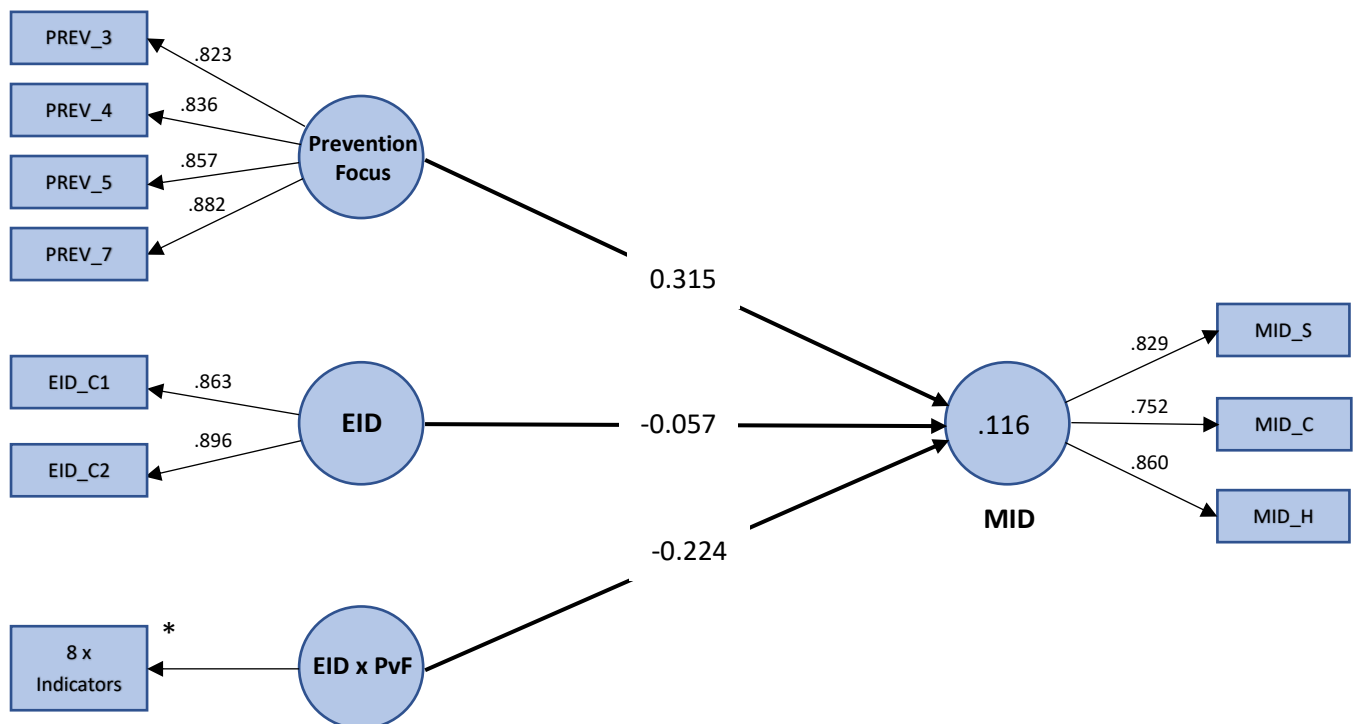 PREV_3
.823
PREV_4
.836
PREV_5
.857
PREV_7
.882
Prevention
Focus
0.315
EID_C1
.863
EID_C2
.896
EID
-0.057
.116
MID
MID_S
.829
MID_C
.752
MID_H
.860
-0.224
8 x
Indicators
*
EID x PvF